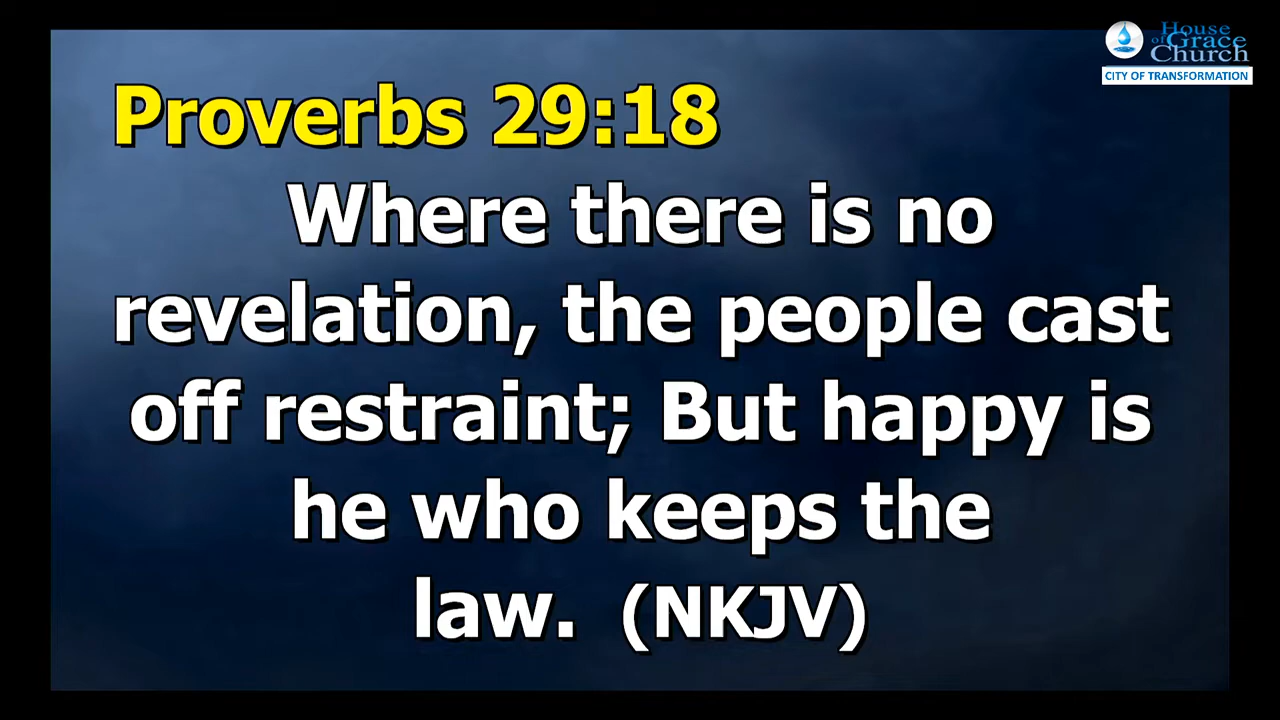 House
of Grace
Church
CITY OF TRANSFORMATION
Proverbs 29:18
Where there is no
revelation, the people cast
off restraint; But happy is
he who keeps the
law. (NKJV)